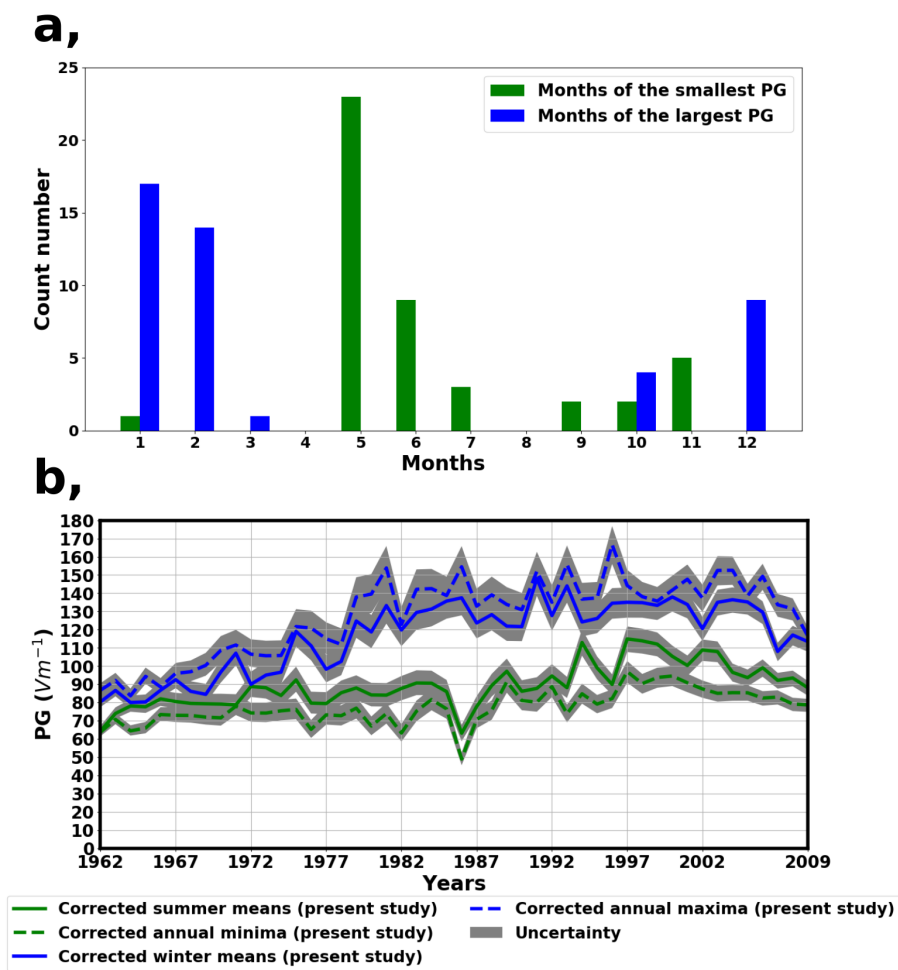 a,
25
20
15
10
5
0
Count number
Months of the smallest PG
Months of the largest PG
1 2 3 4 5 6 7 8 9 10 11 12
Months
b,
180
170
160
150
140
130
120
110
100
90
80
70
60
50
40
30
20
10
0
PG (Vm⁻¹)
1962 1967 1972 1977 1982 1987 1992 1997 2002 2009
Years
Corrected summer means (present study)
Corrected annual minima (present study)
Corrected winter means (present study)
Corrected annual maxima (present study)
Uncertainty